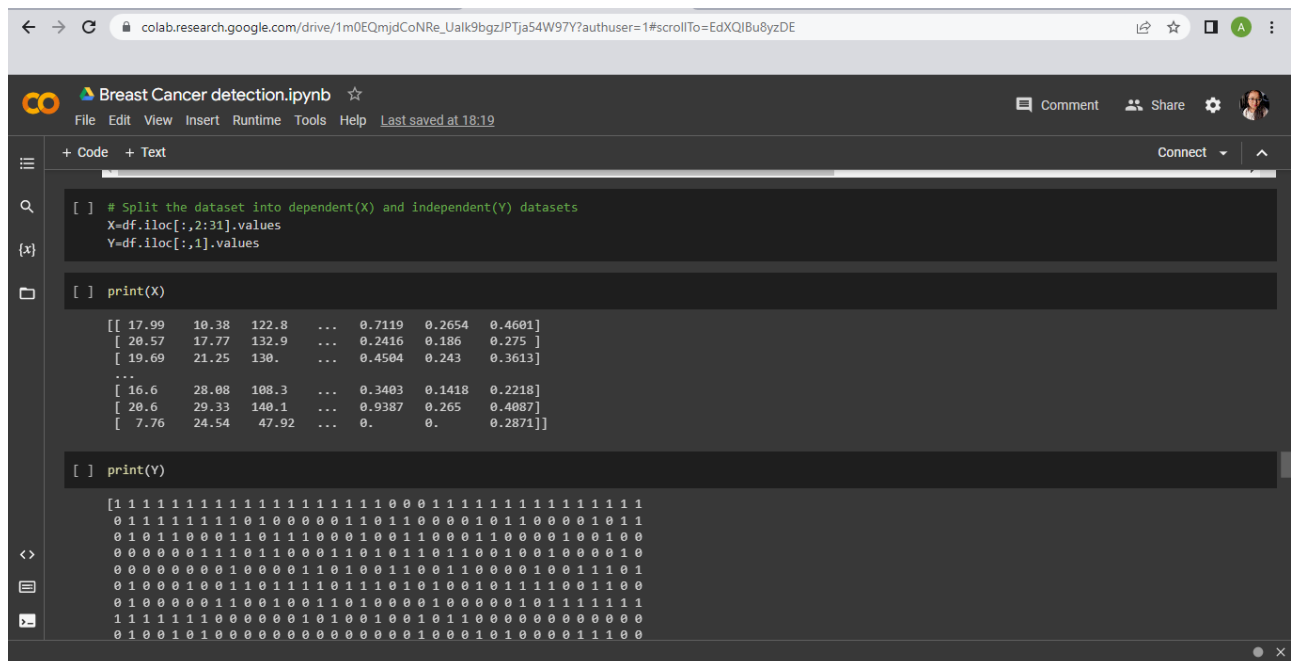 colab.research.google.com/drive/1m0EQmjdCoNRe_Ualk9bgzJPTja54W97Y?authuser=1#scrollTo=EdXQIBu8yzDE
A
CO Breast Cancer detection.ipynb
Comment Share
File Edit View Insert Runtime Tools Help Last saved at 18:19
+ Code + Text Connect
[ ] # Split the dataset into dependent(X) and independent(Y) datasets
X=df.iloc[:,2:31].values
{x} Y=df.iloc[:,1].values
[ ] print(X)
[[ 17.99 10.38 122.8 ... 0.7119 0.2654 0.4601]
[ 20.57 17.77 132.9 ... 0.2416 0.186 0.275 ]
[ 19.69 21.25 130. ... 0.4504 0.243 0.3613]
...
[ 16.6 28.08 108.3 ... 0.3403 0.1418 0.2218]
[ 20.6 29.33 140.1 ... 0.9387 0.265 0.4087]
[ 7.76 24.54 47.92 ... 0. 0. 0.2871]]
[ ] print(Y)
[1 1 1 1 1 1 1 1 1 1 1 1 1 1 1 1 1 1 1 0 0 0 1 1 1 1 1 1 1 1 1 1 1 1 1 1 1
0 1 1 1 1 1 1 1 1 0 1 0 0 0 0 0 1 1 0 1 1 0 0 0 0 1 0 1 1 0 0 0 0 1 0 1 1
0 1 0 1 1 0 0 0 1 1 0 1 1 1 0 0 0 1 0 0 1 1 0 0 0 1 1 0 0 0 0 1 0 0 1 0 0
0 0 0 0 0 0 1 1 1 0 1 1 0 0 0 1 1 0 1 0 1 1 0 1 1 0 0 1 0 0 1 0 0 0 0 1 0
0 0 0 0 0 0 0 0 1 0 0 0 0 1 1 0 1 0 0 1 1 0 0 1 1 0 0 0 0 1 0 0 1 1 1 0 1
0 1 0 0 0 1 0 0 1 1 0 1 1 1 1 0 1 1 1 0 1 0 1 0 0 1 0 1 1 1 1 0 0 1 1 0 0
0 1 0 0 0 0 0 1 1 0 0 1 0 0 1 1 0 1 0 0 0 0 1 0 0 0 0 0 1 0 1 1 1 1 1 1 1
1 1 1 1 1 1 1 0 0 0 0 0 0 1 0 1 0 0 1 0 0 1 0 1 1 0 0 0 0 0 0 0 0 0 0 0 0
0 1 0 0 1 0 1 0 0 0 0 0 0 0 0 0 0 0 0 0 0 1 0 0 0 1 0 1 0 0 0 0 1 1 1 0 0